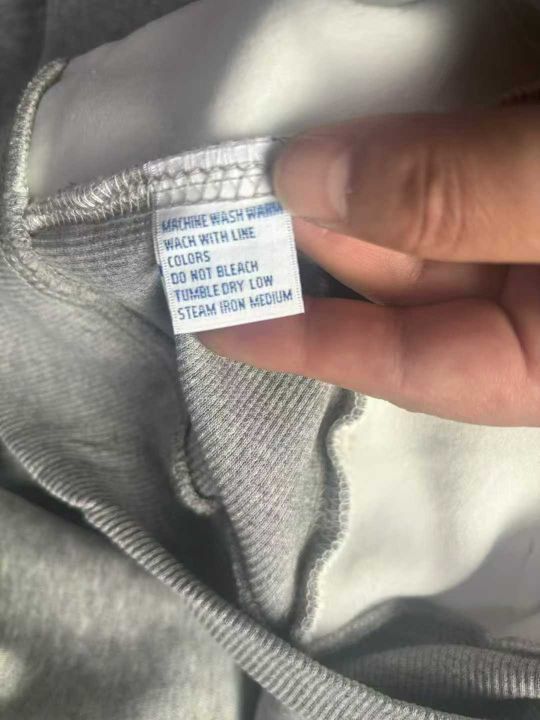 MACHINE WASH WARM
WACH WITH LINE
COLORS
DO NOT BLEACH
TUMBLE DRY LOW
STEAM IRON MEDIUM